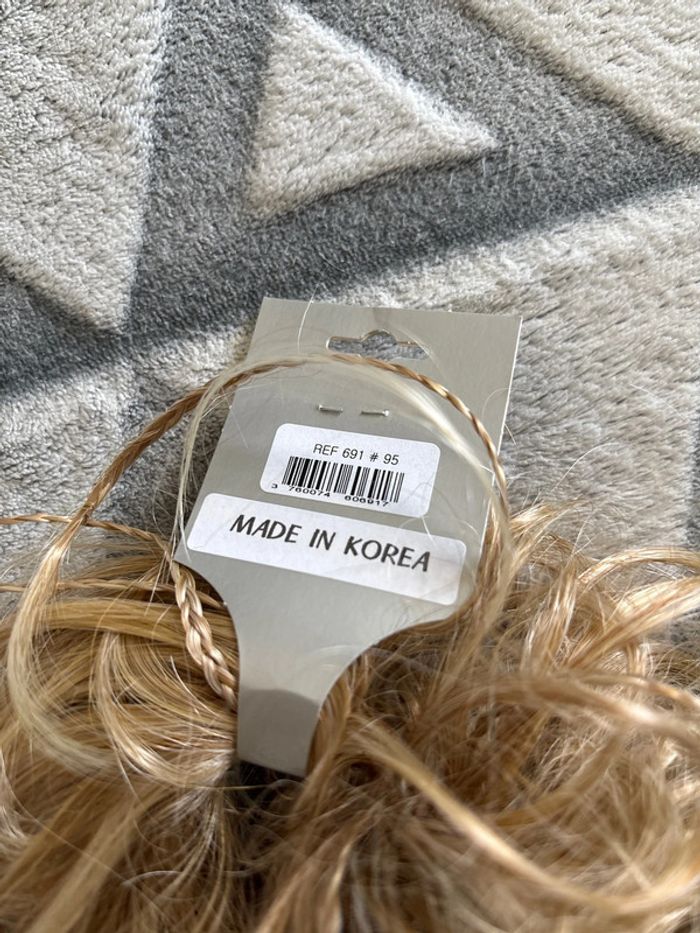 REF 691 # 95
3 760074 606917
MADE IN KOREA